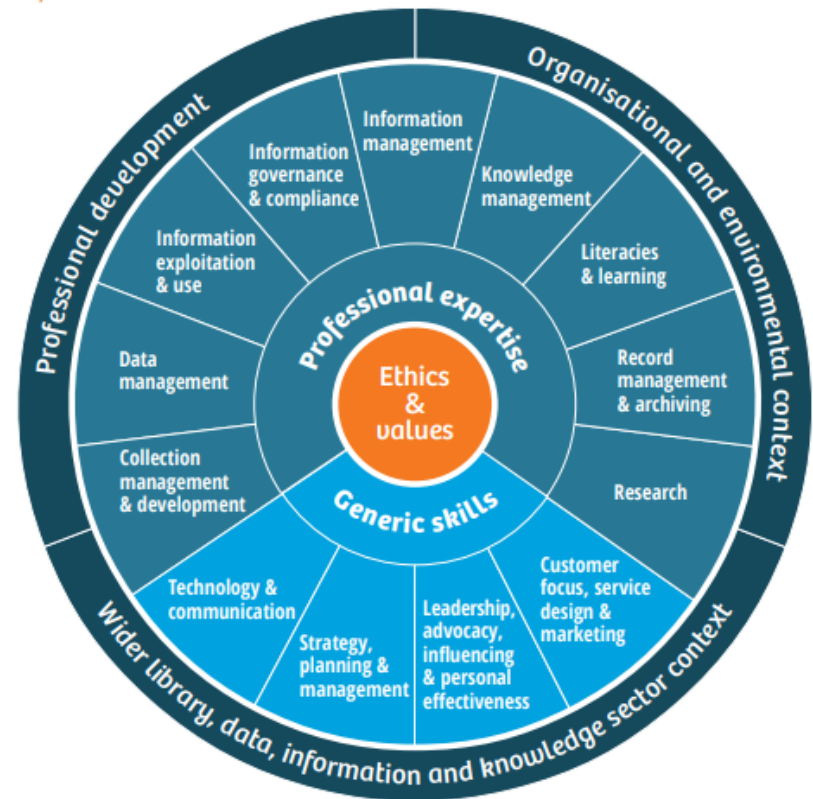 Professional development
Organisational and environmental context
Wider library, data, information and knowledge sector context
Information
management
Knowledge
management
Literacies
& learning
Record
management
& archiving
Research
Customer
focus, service
design &
marketing
Leadership,
advocacy,
influencing
& personal
effectiveness
Strategy,
planning &
management
Technology &
communication
Collection
management
& development
Data
management
Information
exploitation
& use
Information
governance
& compliance
Professional expertise
Ethics
&
values
Generic skills